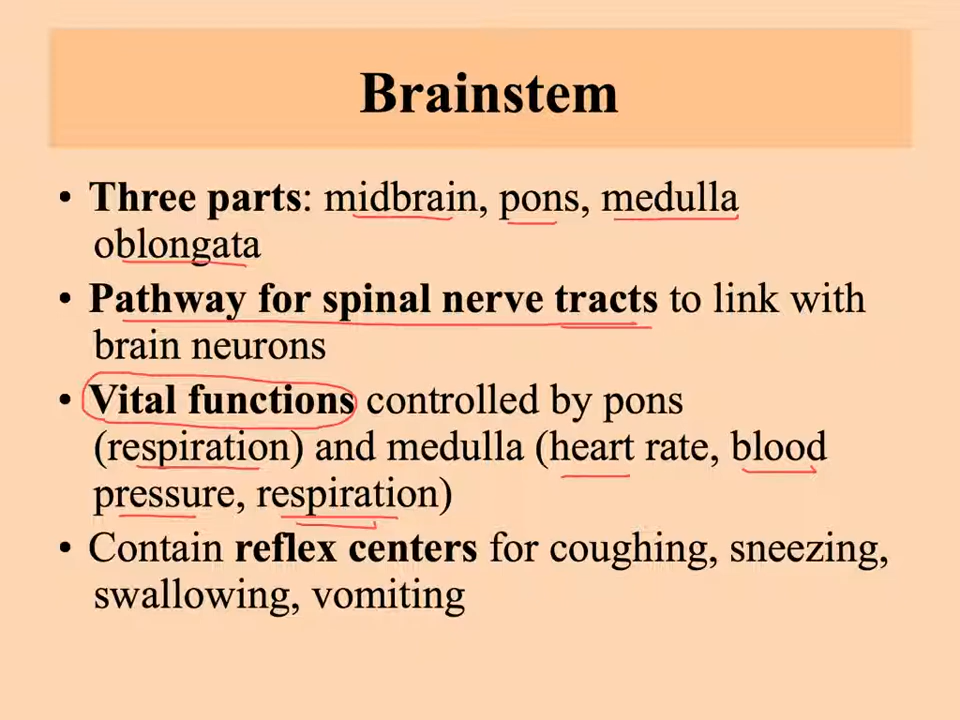 Brainstem
• Three parts: midbrain, pons, medulla
oblongata
• Pathway for spinal nerve tracts to link with
brain neurons
• Vital functions controlled by pons
(respiration) and medulla (heart rate, blood
pressure, respiration)
• Contain reflex centers for coughing, sneezing,
swallowing, vomiting